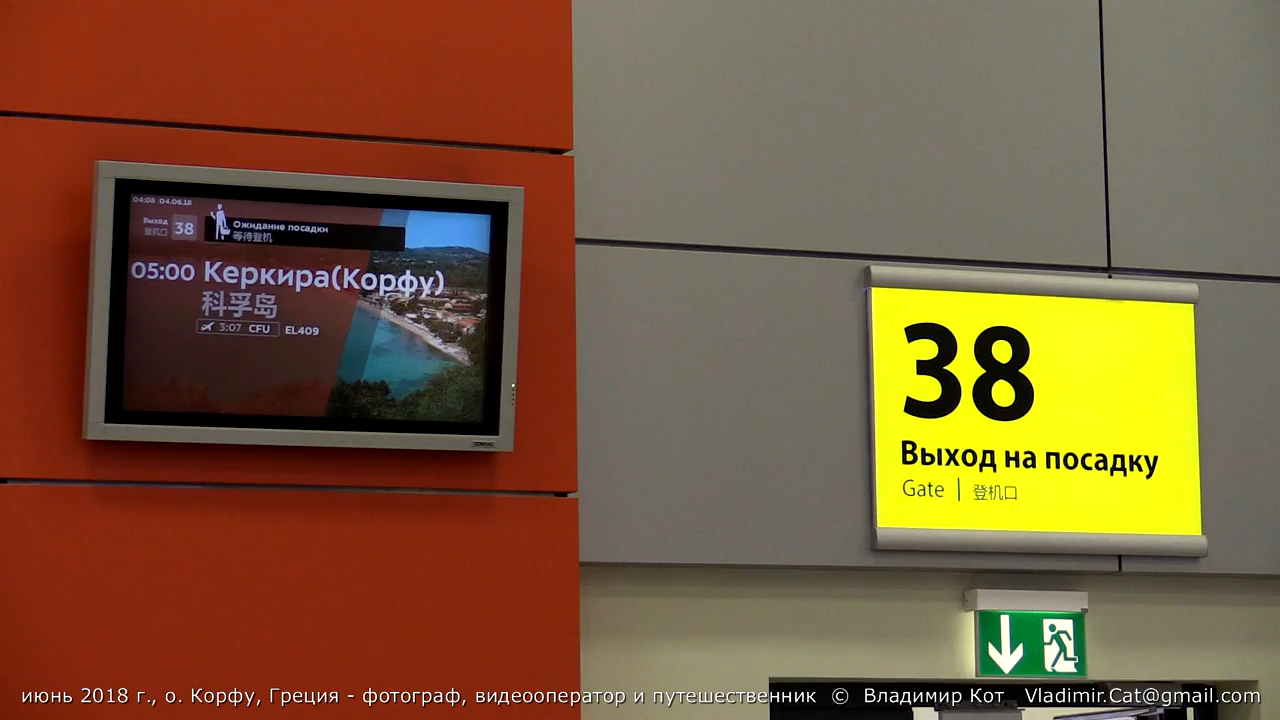 04:08 04.06.18
Выход
登机口
38
Ожидание посадки
等待登机
05:00 Керкира(Корфу)
科孚岛
3:07 CFU EL409
38
Выход на посадку
Gate | 登机口
июнь 2018 г., о. Корфу, Греция - фотограф, видеооператор и путешественник © Владимир Кот Vladimir.Cat@gmail.com